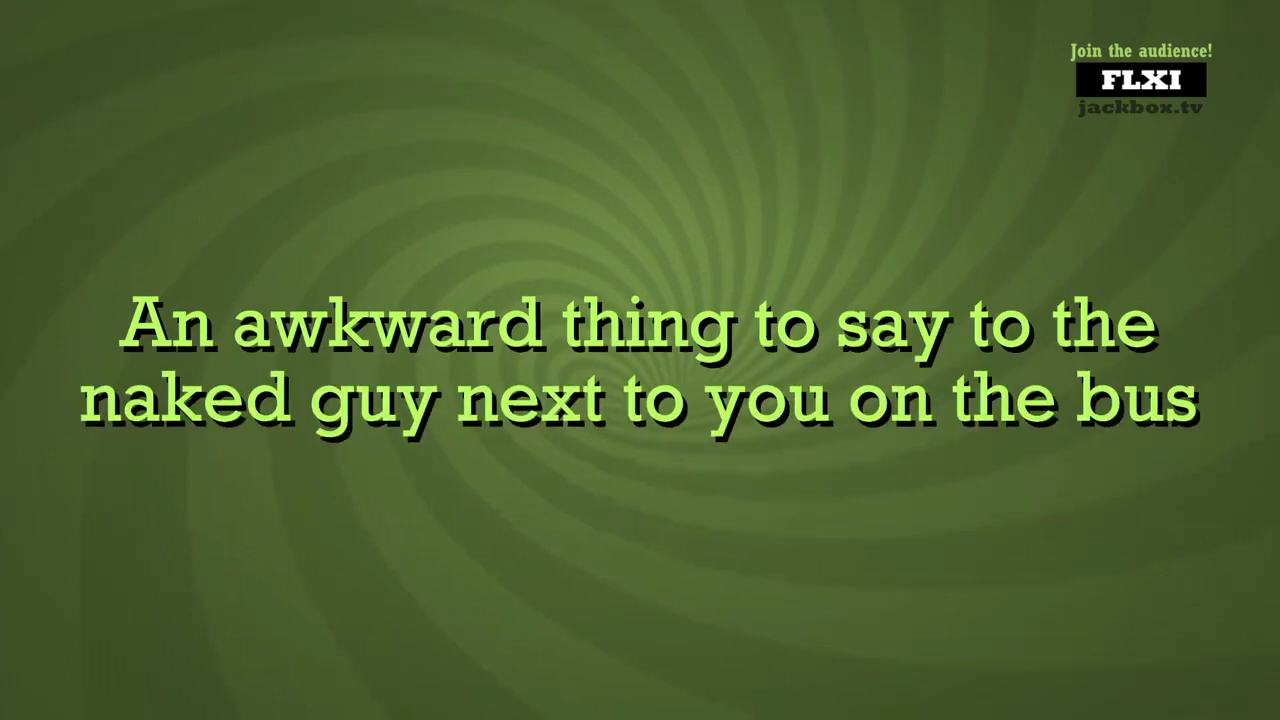 Join the audience!
FLXI
jackbox.tv
An awkward thing to say to the
naked guy next to you on the bus